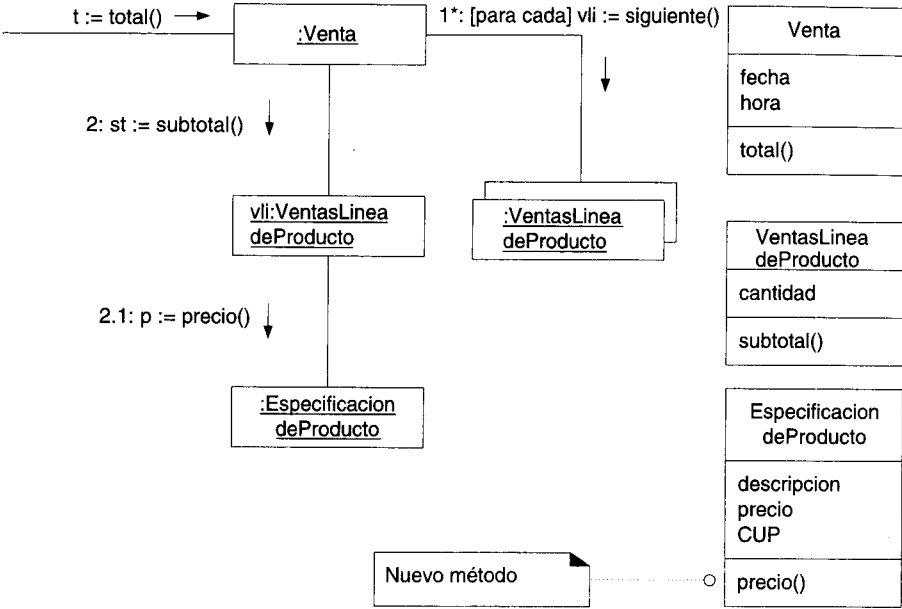 t := total()
:Venta
1*: [para cada] vli := siguiente()
2: st := subtotal()
vli:VentasLinea
deProducto
:VentasLinea
deProducto
2.1: p := precio()
:Especificacion
deProducto
Nuevo método
Venta
fecha
hora
total()
VentasLinea
deProducto
cantidad
subtotal()
Especificacion
deProducto
descripcion
precio
CUP
precio()